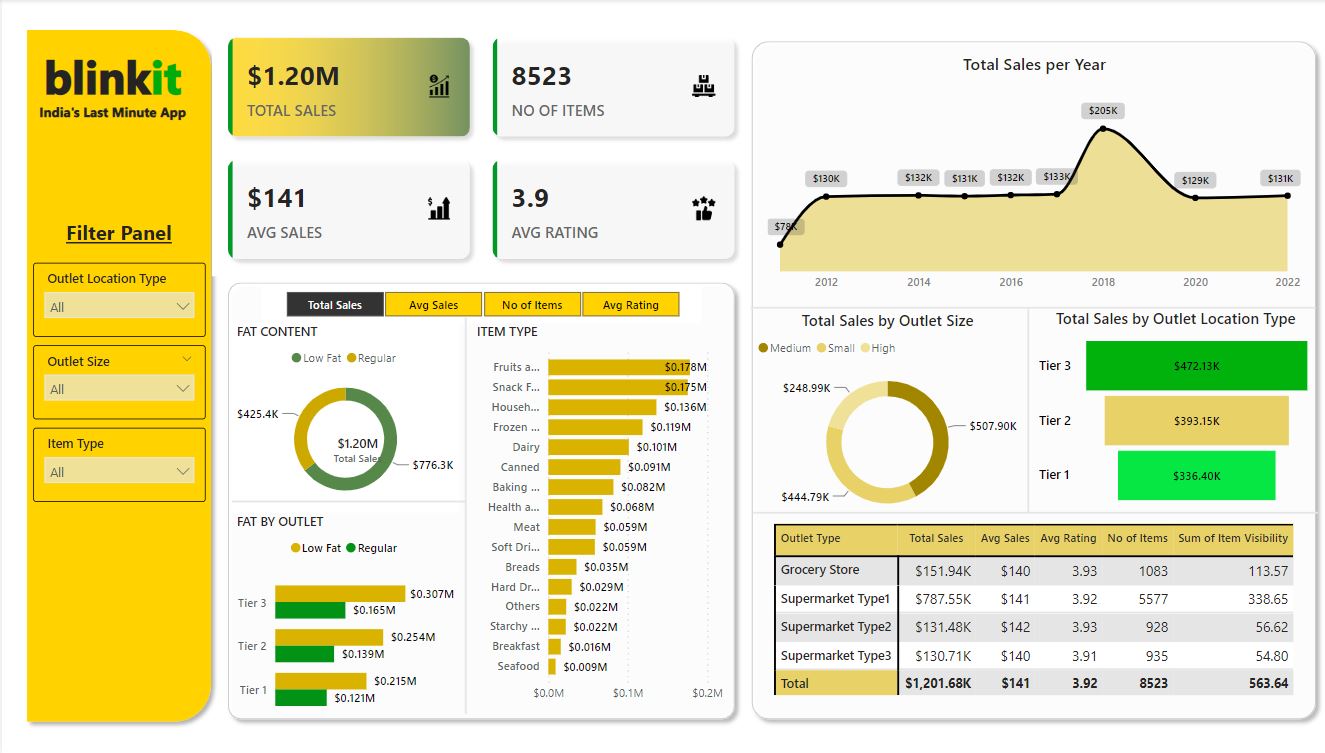 blinkit
India's Last Minute App
Filter Panel
Outlet Location Type
All
Outlet Size
All
Item Type
All
$1.20M
TOTAL SALES
8523
NO OF ITEMS
$141
AVG SALES
3.9
AVG RATING
Total Sales Avg Sales No of Items Avg Rating
FAT CONTENT
Low Fat Regular
$425.4K
$1.20M
Total Sales
$776.3K
FAT BY OUTLET
Low Fat Regular
Tier 3 $0.307M
$0.165M
Tier 2 $0.254M
$0.139M
Tier 1 $0.215M
$0.121M
ITEM TYPE
Fruits a... $0.178M
Snack F... $0.175M
Househ... $0.136M
Frozen ... $0.119M
Dairy $0.101M
Canned $0.091M
Baking ... $0.082M
Health a... $0.068M
Meat $0.059M
Soft Dri... $0.059M
Breads $0.035M
Hard Dr... $0.029M
Others $0.022M
Starchy ... $0.022M
Breakfast $0.016M
Seafood $0.009M
$0.0M $0.1M $0.2M
Total Sales per Year
$78K $130K $132K $131K $132K $133K $205K $129K $131K
2012 2014 2016 2018 2020 2022
Total Sales by Outlet Size
Medium Small High
$248.99K
$507.90K
$444.79K
Total Sales by Outlet Location Type
Tier 3 $472.13K
Tier 2 $393.15K
Tier 1 $336.40K
Outlet Type Total Sales Avg Sales Avg Rating No of Items Sum of Item Visibility
Grocery Store $151.94K $140 3.93 1083 113.57
Supermarket Type1 $787.55K $141 3.92 5577 338.65
Supermarket Type2 $131.48K $142 3.93 928 56.62
Supermarket Type3 $130.71K $140 3.91 935 54.80
Total $1,201.68K $141 3.92 8523 563.64